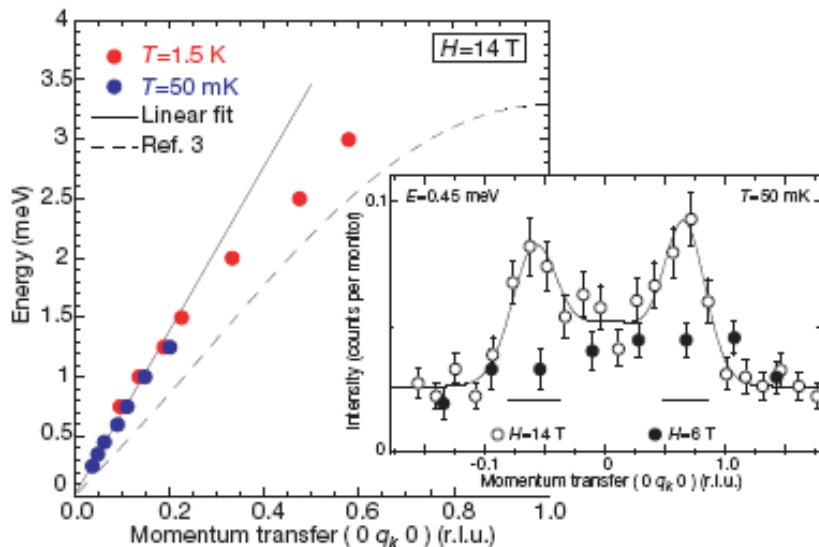 4
3.5
3
2.5
2
1.5
1
0.5
0
Energy (meV)
T=1.5 K
T=50 mK
Linear fit
Ref. 3
H=14 T
0.0 0.2 0.4 0.6 0.8 1.0
Momentum transfer ( 0 qk 0 ) (r.l.u.)
E=0.45 meV
T=50 mK
0.1
0
Intensity (counts per monitor)
H=14 T
H=6 T
-0.1 0 1.0
Momentum transfer ( 0 qk 0 ) (r.l.u.)